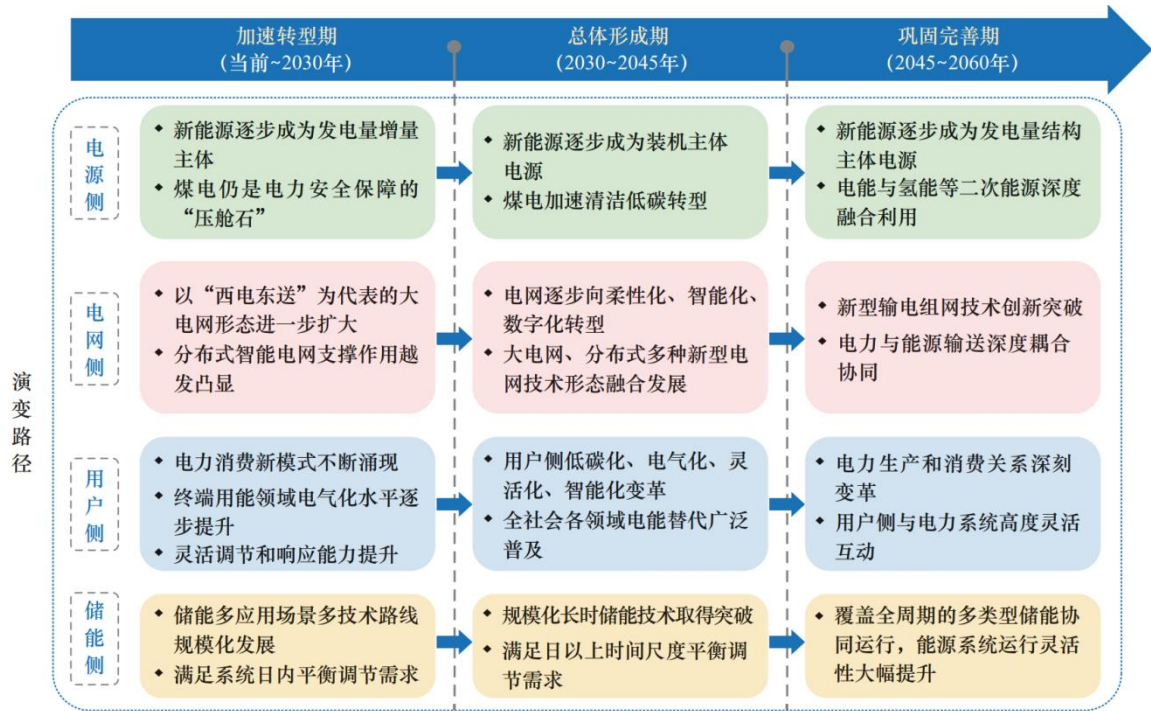 加速转型期
(当前~2030年)
总体形成期
(2030~2045年)
巩固完善期
(2045~2060年)
演变路径
电源侧
◆ 新能源逐步成为发电量增量
主体
◆ 煤电仍是电力安全保障的
“压舱石”
◆ 新能源逐步成为装机主体
电源
◆ 煤电加速清洁低碳转型
◆ 新能源逐步成为发电量结构
主体电源
◆ 电能与氢能等二次能源深度
融合利用
电网侧
◆ 以“西电东送”为代表的大
电网形态进一步扩大
◆ 分布式智能电网支撑作用越
发凸显
◆ 电网逐步向柔性化、智能化、
数字化转型
◆ 大电网、分布式多种新型电
网技术形态融合发展
◆ 新型输电组网技术创新突破
◆ 电力与能源输送深度耦合
协同
用户侧
◆ 电力消费新模式不断涌现
◆ 终端用能领域电气化水平逐
步提升
◆ 灵活调节和响应能力提升
◆ 用户侧低碳化、电气化、灵
活化、智能化变革
◆ 全社会各领域电能替代广泛
普及
◆ 电力生产和消费关系深刻
变革
◆ 用户侧与电力系统高度灵活
互动
储能侧
◆ 储能多应用场景多技术路线
规模化发展
◆ 满足系统日内平衡调节需求
◆ 规模化长时储能技术取得突破
◆ 满足日以上时间尺度平衡调
节需求
◆ 覆盖全周期的多类型储能协
同运行，能源系统运行灵活
性大幅提升